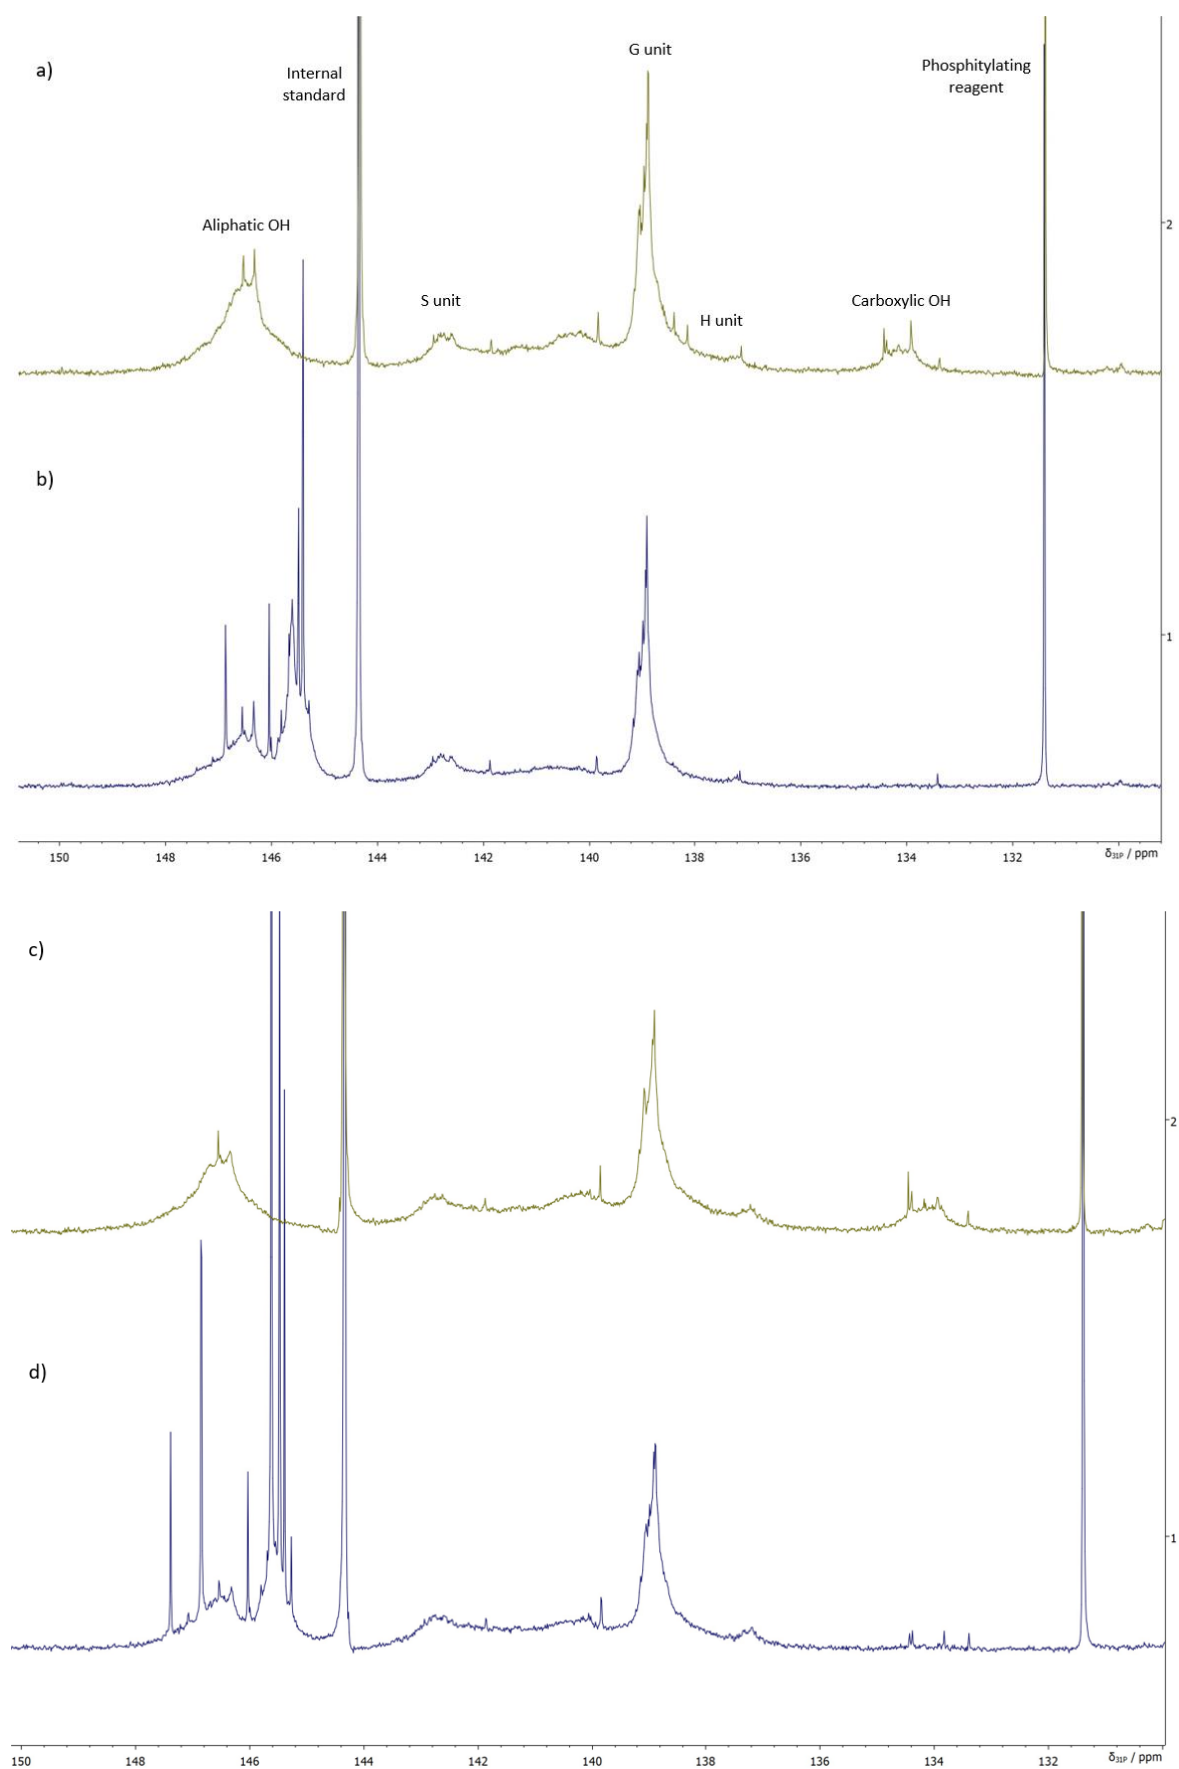 a)
Internal
standard
G unit
Phosphitylating
reagent
Aliphatic OH
2
S unit
H unit
Carboxylic OH
b)
1
150 148 146 144 142 140 138 136 134 132 δ31P / ppm
c)
2
d)
1
150 148 146 144 142 140 138 136 134 132 δ31P / ppm